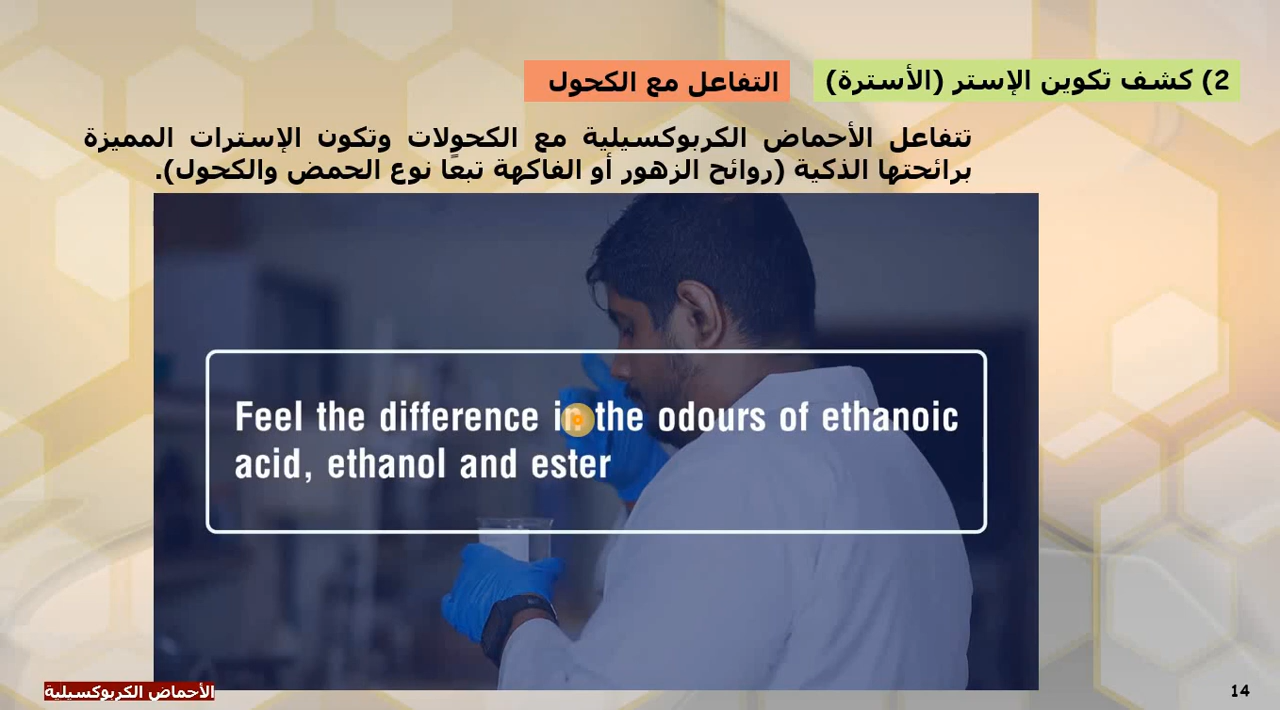 2) كشف تكوين الإستر (الأسترة)
التفاعل مع الكحول
تتفاعل الأحماض الكربوكسيلية مع الكحولات وتكون الإسترات المميزة
برائحتها الذكية (روائح الزهور أو الفاكهة تبعًا نوع الحمض والكحول).
Feel the difference in the odours of ethanoic
acid, ethanol and ester
الأحماض الكربوكسيلية
14